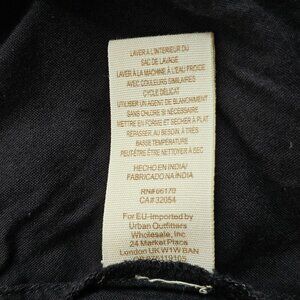 LAVER À L'INTERIEUR DU
SAC DE LAVAGE
LAVER À LA MACHINE À L'EAU FROIDE
AVEC COULEURS SIMILAIRES
CYCLE DÉLICAT
UTILISER UN AGENT DE BLANCHIMENT
SANS CHLORE SI NÉCESSAIRE
METTRE EN FORME ET SÉCHER À PLAT
REPASSER, AU BESOIN, À
BASSE TEMPÉRATURE
PEUT-ÊTRE ÊTRE NETTOYER À SEC
HECHO EN INDIA/
FABRICADO NA INDIA
RN#66170
CA#32054
For EU-imported by
Urban Outfitters
Wholesale, Inc
24 Market Place
London UK W1W 8AN